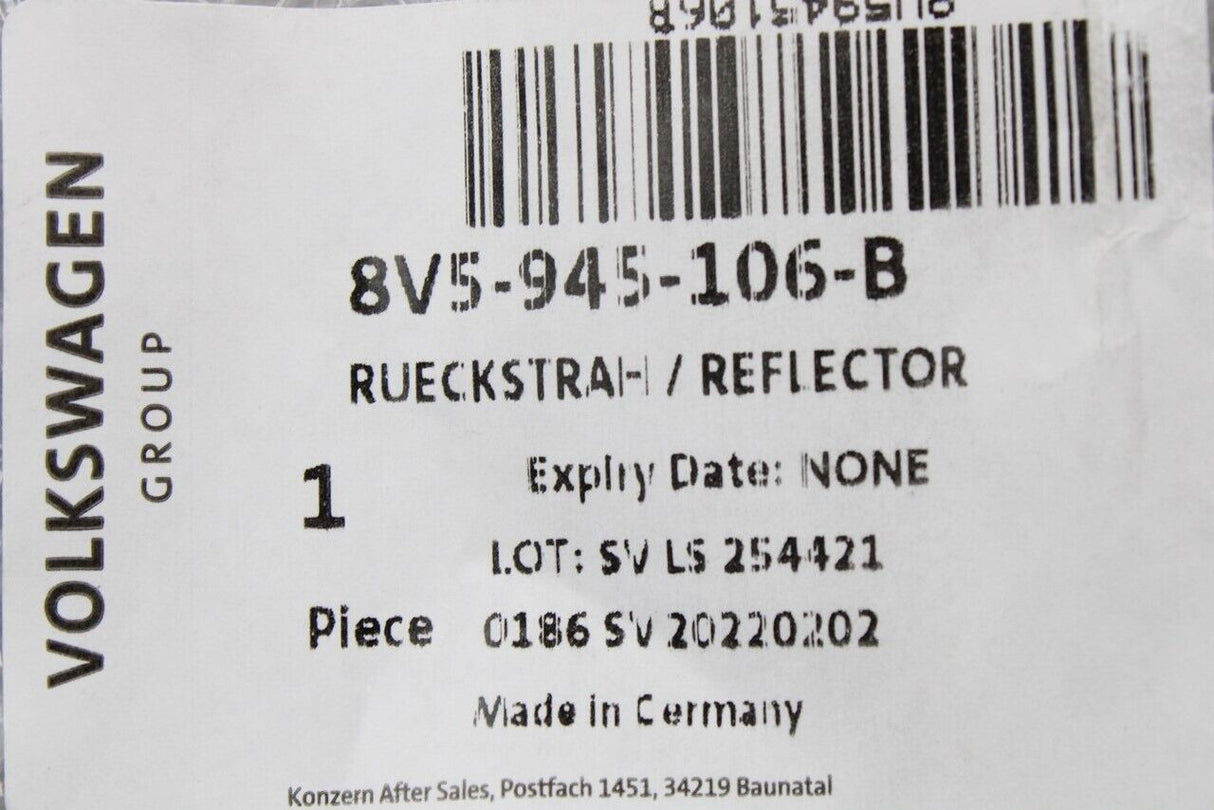 VOLKSWAGEN
GROUP
8V5-945-106-B
RUECKSTRAH / REFLECTOR
1
Expiry Date: NONE
LOT: SV LS 254421
Piece 0186 SV 20220202
Made in Germany
Konzern After Sales, Postfach 1451, 34219 Baunatal